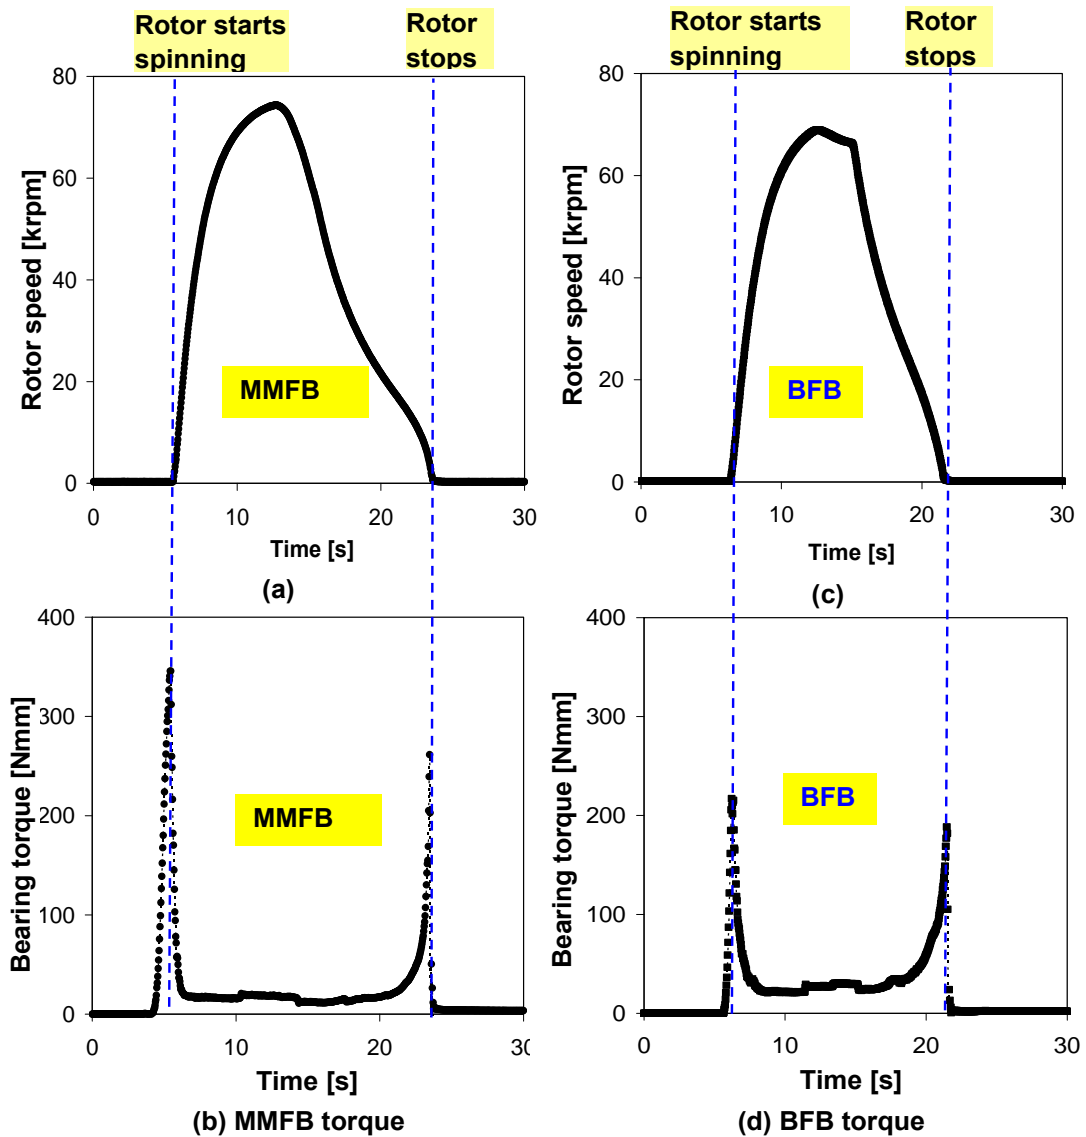 Rotor starts
spinning
Rotor
stops
80
60
40
20
0
Rotor speed [krpm]
MMFB
0 10 20 30
Time [s]
(a)
Rotor starts
spinning
Rotor
stops
80
60
40
20
0
Rotor speed [krpm]
BFB
0 10 20 30
Time [s]
(c)
400
300
200
100
0
Bearing torque [Nmm]
MMFB
0 10 20 30
Time [s]
(b) MMFB torque
400
300
200
100
0
Bearing torque [Nmm]
BFB
0 10 20 30
Time [s]
(d) BFB torque